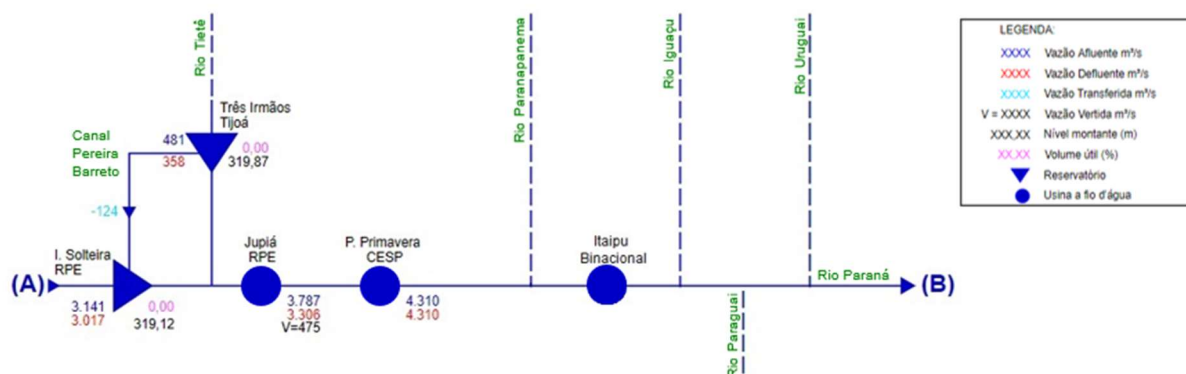 Rio Tietê
Rio Paranapanema
Rio Iguaçu
Rio Uruguai
LEGENDA:
XXXX Vazão Afluente m³/s
XXXX Vazão Defluente m³/s
XXXX Vazão Transferida m³/s
V = XXXX Vazão Vertida m³/s
XXX,XX Nível montante (m)
XX,XX Volume útil (%)
Reservatório
Usina a fio d'água
Três Irmãos
Tijoá
Canal
Pereira
Barreto
481
358
0,00
319,87
-124
I. Solteira
RPE
Jupiá
RPE
P. Primavera
CESP
Itaipu
Binacional
Rio Paraná
(A)
(B)
3.141
3.017
0,00
319,12
3.787
3.306
V=475
4.310
4.310
Rio Paraguai